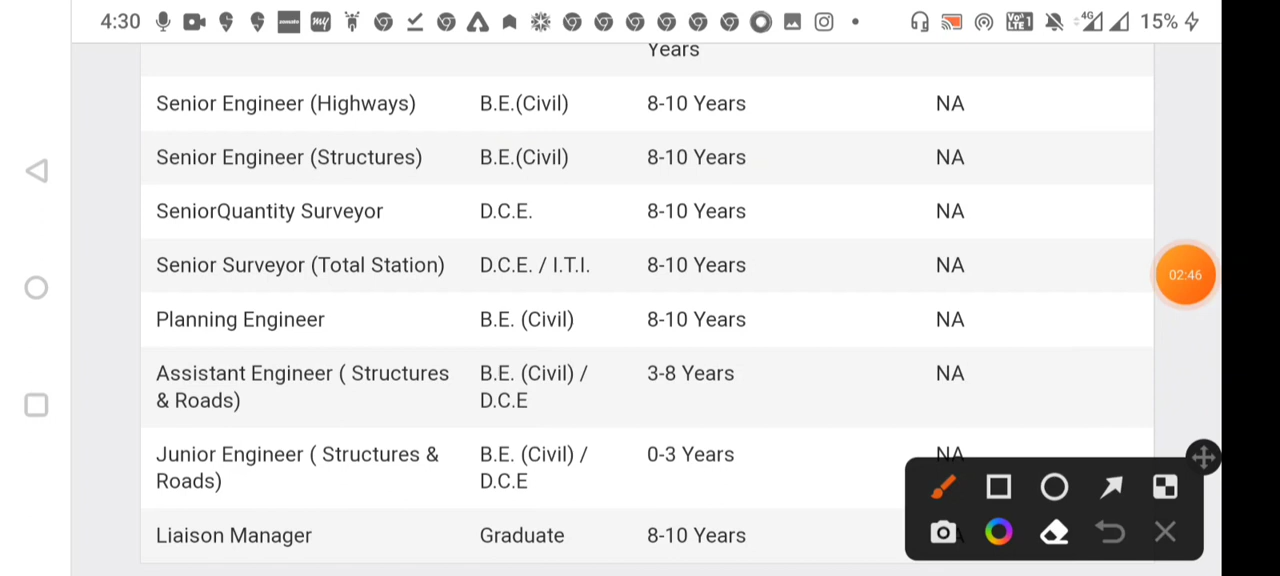 4:30
VoLTE1
4G
15%
Years
Senior Engineer (Highways) B.E.(Civil) 8-10 Years NA
Senior Engineer (Structures) B.E.(Civil) 8-10 Years NA
SeniorQuantity Surveyor D.C.E. 8-10 Years NA
Senior Surveyor (Total Station) D.C.E. / I.T.I. 8-10 Years NA
02:46
Planning Engineer B.E. (Civil) 8-10 Years NA
Assistant Engineer ( Structures B.E. (Civil) / 3-8 Years NA
& Roads) D.C.E
Junior Engineer ( Structures & B.E. (Civil) / 0-3 Years NA
Roads) D.C.E
Liaison Manager Graduate 8-10 Years